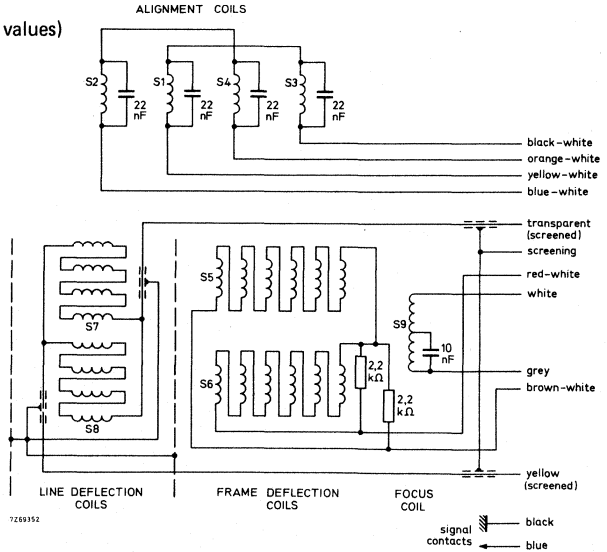 ALIGNMENT COILS
values)
S2
S1
S4
S3
22
nF
22
nF
22
nF
22
nF
black-white
orange-white
yellow-white
blue-white
transparent
(screened)
screening
red-white
white
S5
S7
S9
10
nF
S6
2,2
kΩ
2,2
kΩ
grey
brown-white
S8
yellow
(screened)
LINE DEFLECTION
COILS
FRAME DEFLECTION
COILS
FOCUS
COIL
7Z69352
signal
contacts
black
blue